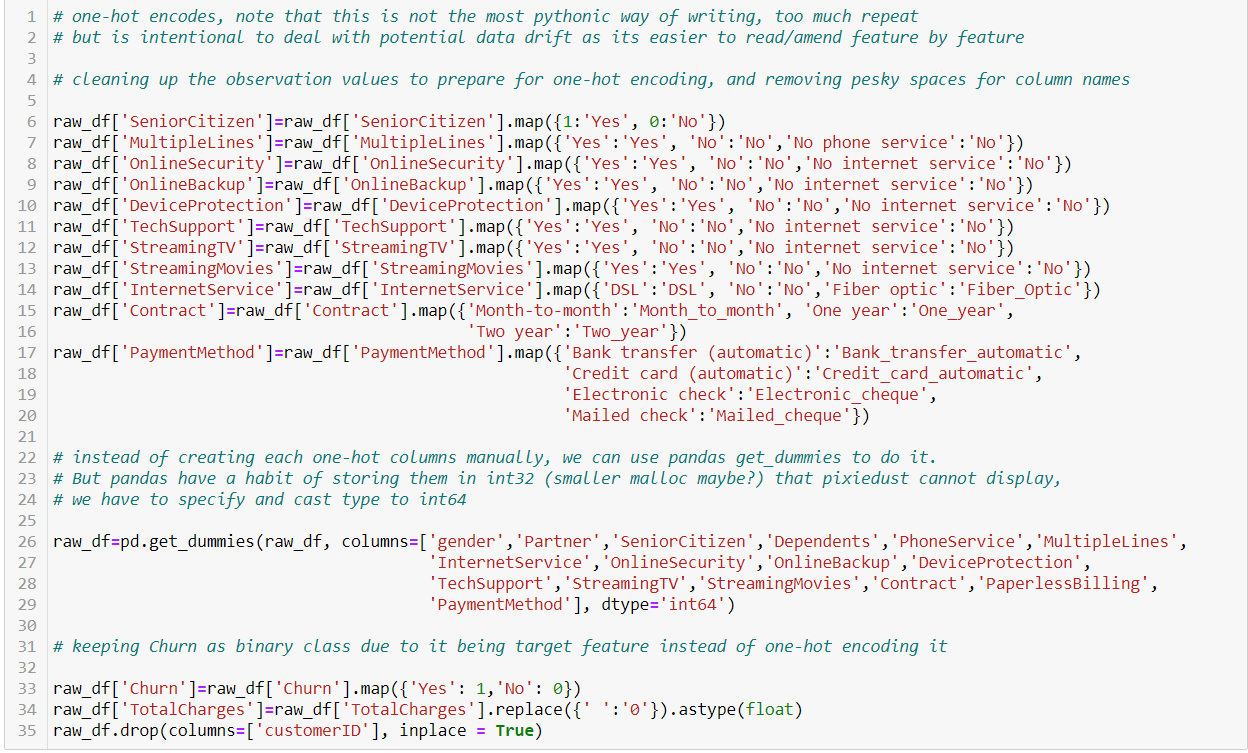 1 # one-hot encodes, note that this is not the most pythonic way of writing, too much repeat
2 # but is intentional to deal with potential data drift as its easier to read/amend feature by feature
3
4 # cleaning up the observation values to prepare for one-hot encoding, and removing pesky spaces for column names
5
6 raw_df['SeniorCitizen']=raw_df['SeniorCitizen'].map({1:'Yes', 0:'No'})
7 raw_df['MultipleLines']=raw_df['MultipleLines'].map({'Yes':'Yes', 'No':'No','No phone service':'No'})
8 raw_df['OnlineSecurity']=raw_df['OnlineSecurity'].map({'Yes':'Yes', 'No':'No','No internet service':'No'})
9 raw_df['OnlineBackup']=raw_df['OnlineBackup'].map({'Yes':'Yes', 'No':'No','No internet service':'No'})
10 raw_df['DeviceProtection']=raw_df['DeviceProtection'].map({'Yes':'Yes', 'No':'No','No internet service':'No'})
11 raw_df['TechSupport']=raw_df['TechSupport'].map({'Yes':'Yes', 'No':'No','No internet service':'No'})
12 raw_df['StreamingTV']=raw_df['StreamingTV'].map({'Yes':'Yes', 'No':'No','No internet service':'No'})
13 raw_df['StreamingMovies']=raw_df['StreamingMovies'].map({'Yes':'Yes', 'No':'No','No internet service':'No'})
14 raw_df['InternetService']=raw_df['InternetService'].map({'DSL':'DSL', 'No':'No','Fiber optic':'Fiber_Optic'})
15 raw_df['Contract']=raw_df['Contract'].map({'Month-to-month':'Month_to_month', 'One year':'One_year',
16 'Two year':'Two_year'})
17 raw_df['PaymentMethod']=raw_df['PaymentMethod'].map({'Bank transfer (automatic)':'Bank_transfer_automatic',
18 'Credit card (automatic)':'Credit_card_automatic',
19 'Electronic check':'Electronic_cheque',
20 'Mailed check':'Mailed_cheque'})
21
22 # instead of creating each one-hot columns manually, we can use pandas get_dummies to do it.
23 # But pandas have a habit of storing them in int32 (smaller malloc maybe?) that pixiedust cannot display,
24 # we have to specify and cast type to int64
25
26 raw_df=pd.get_dummies(raw_df, columns=['gender','Partner','SeniorCitizen','Dependents','PhoneService','MultipleLines',
27 'InternetService','OnlineSecurity','OnlineBackup','DeviceProtection',
28 'TechSupport','StreamingTV','StreamingMovies','Contract','PaperlessBilling',
29 'PaymentMethod'], dtype='int64')
30
31 # keeping Churn as binary class due to it being target feature instead of one-hot encoding it
32
33 raw_df['Churn']=raw_df['Churn'].map({'Yes': 1,'No': 0})
34 raw_df['TotalCharges']=raw_df['TotalCharges'].replace({' ':'0'}).astype(float)
35 raw_df.drop(columns=['customerID'], inplace = True)